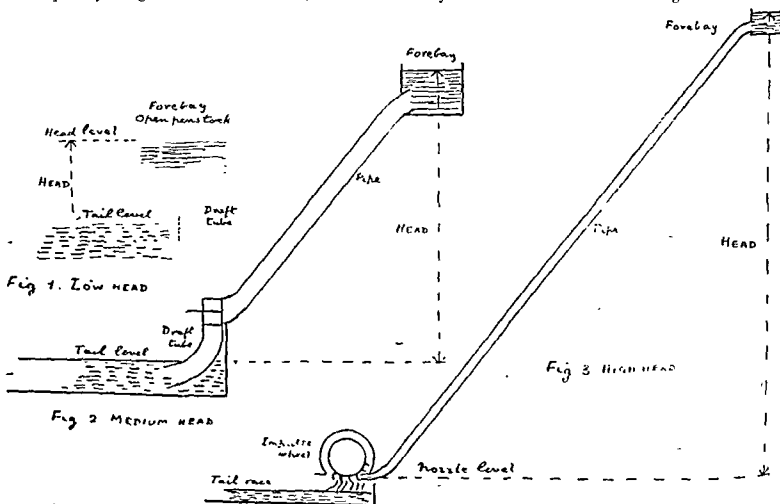 Forebay
Open penstock
Head level
HEAD
Tail level
Draft
tube
Fig 1. LOW HEAD
Forebay
Pipe
HEAD
Draft
tube
Tail level
Fig 2 MEDIUM HEAD
Forebay
Pipe
HEAD
Fig 3 HIGH HEAD
Impulse
wheel
Nozzle level
Tail race